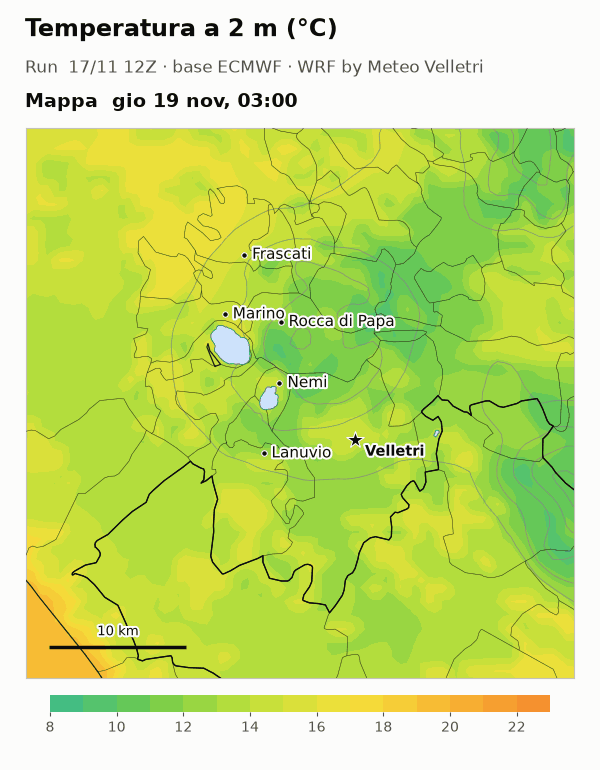 Temperatura a 2 m (°C)
Run  17/11 12Z · base ECMWF · WRF by Meteo Velletri
Mappa  gio 19 nov, 03:00
Frascati
Marino
Rocca di Papa
Nemi
Velletri
Lanuvio
10 km
8 10 12 14 16 18 20 22